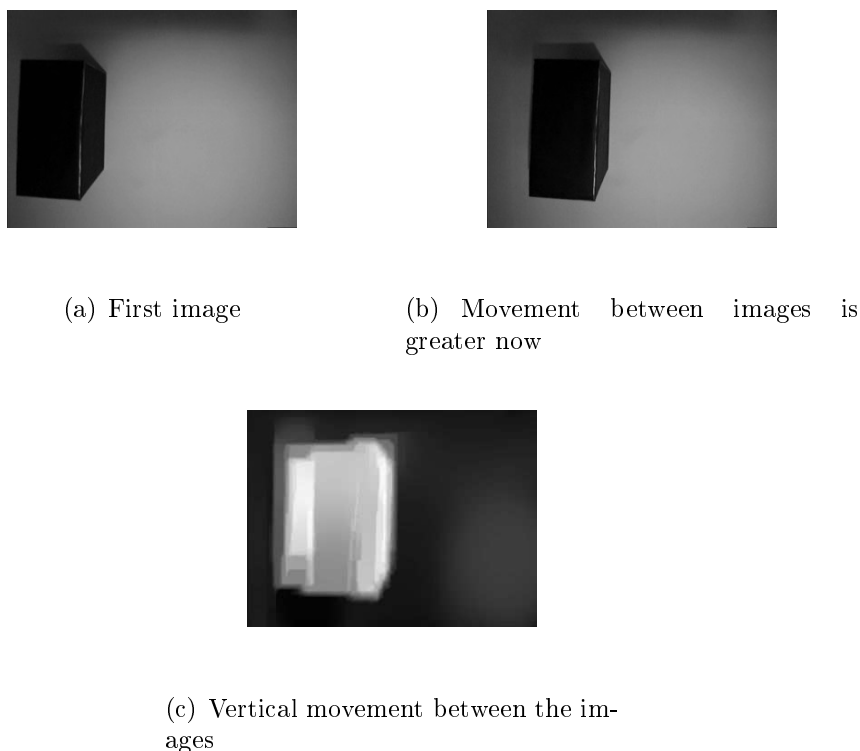 (a) First image
(b) Movement between images is
greater now
(c) Vertical movement between the im-
ages